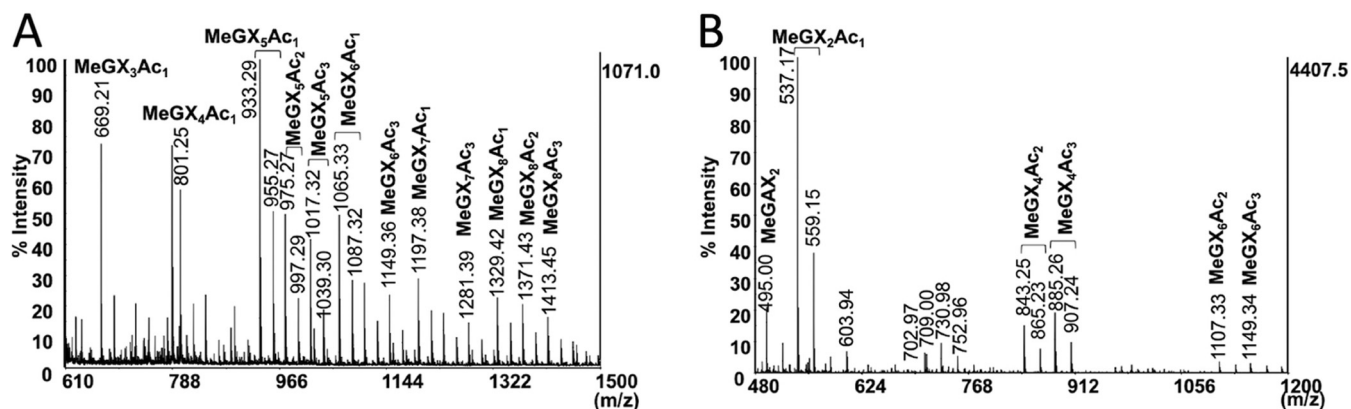 A
% Intensity
100
90
80
70
60
50
40
30
20
10
0
MeGX₃Ac₁
669.21
MeGX₄Ac₁
801.25
MeGX₅Ac₁
933.29
955.27
975.27 MeGX₅Ac₂
997.29
1017.32 MeGX₅Ac₃
1039.30
1065.33 MeGX₆Ac₁
1087.32
1149.36 MeGX₆Ac₃
1197.38 MeGX₇Ac₁
1281.39 MeGX₇Ac₃
1329.42 MeGX₈Ac₁
1371.43 MeGX₈Ac₂
1413.45 MeGX₈Ac₃
1071.0
610 788 966 1144 1322 1500
(m/z)
B
% Intensity
100
90
80
70
60
50
40
30
20
10
0
495.00 MeGAX₂
MeGX₂Ac₁
537.17
559.15
603.94
702.97
709.00
730.98
752.96
843.25 MeGX₄Ac₂
865.23
885.26 MeGX₄Ac₃
907.24
1107.33 MeGX₆Ac₂
1149.34 MeGX₆Ac₃
4407.5
480 624 768 912 1056 1200
(m/z)